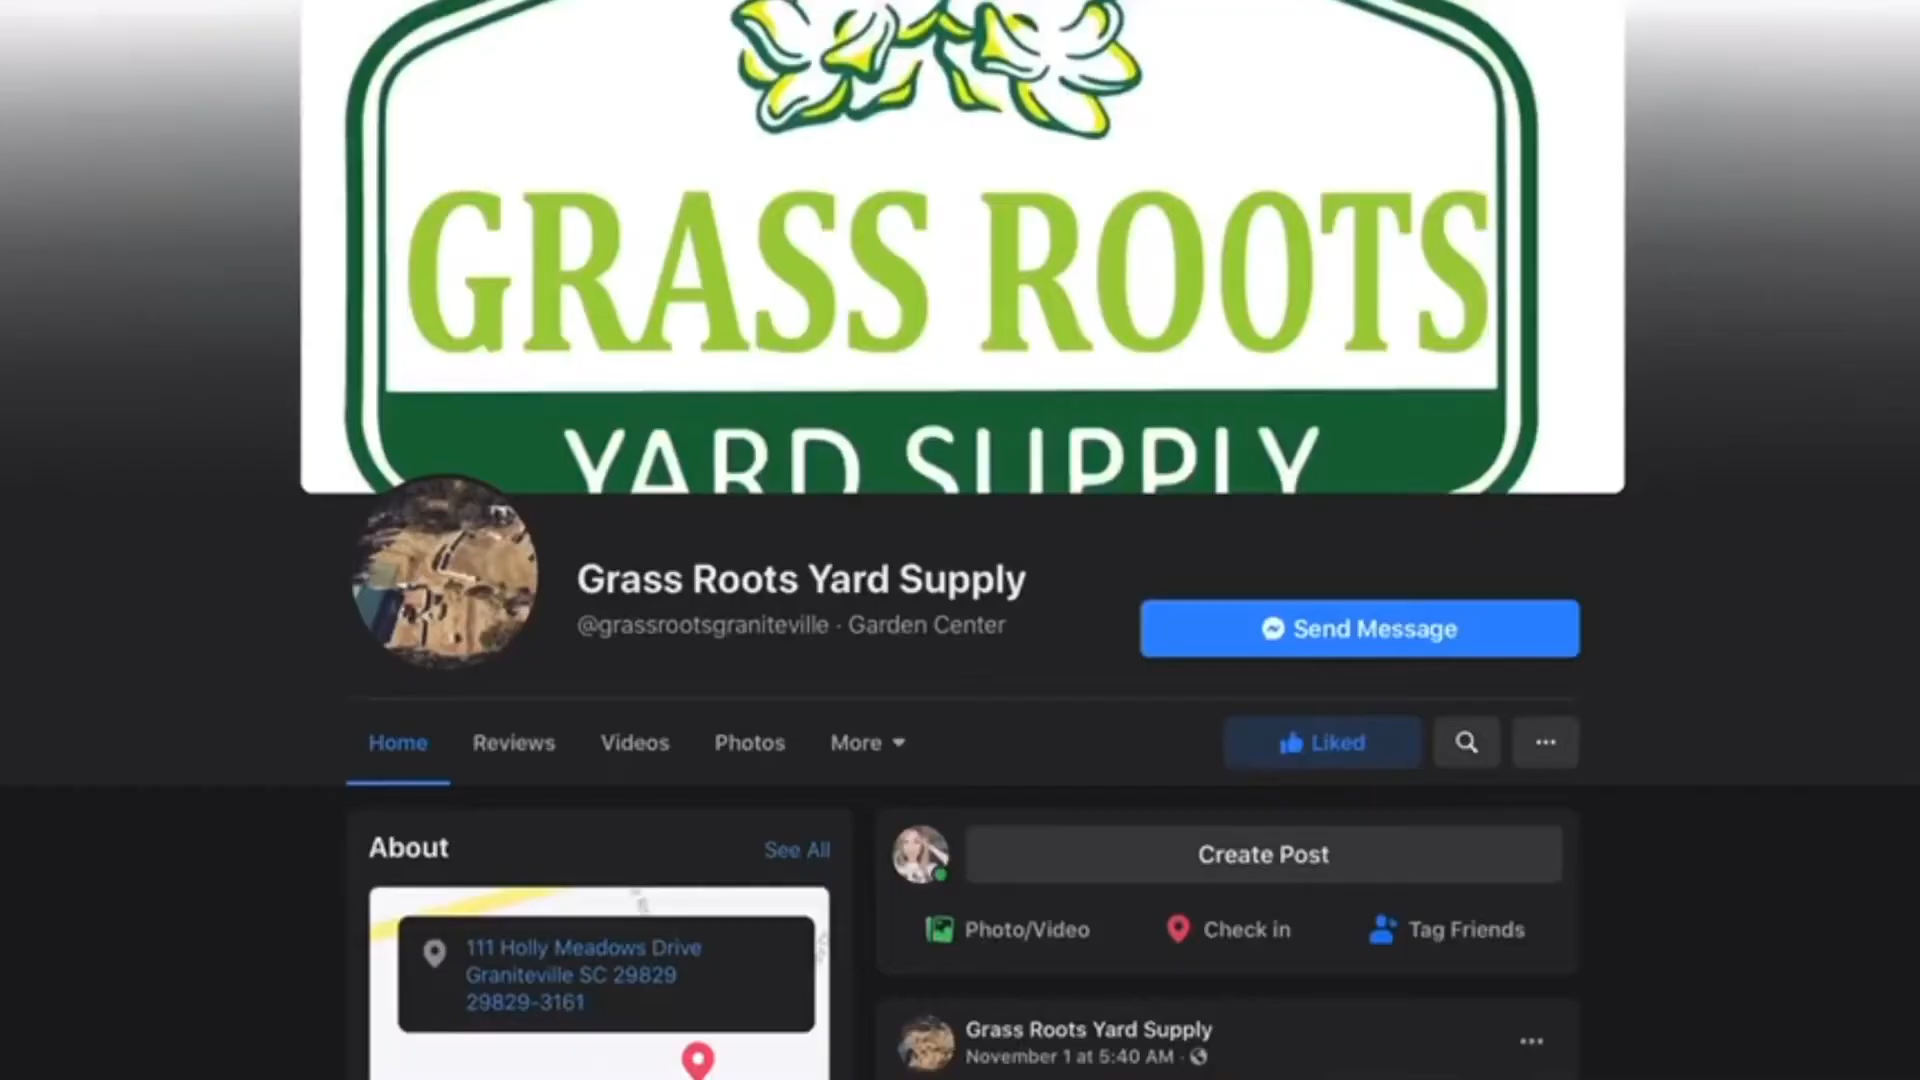 GRASS ROOTS
YARD SUPPLY
Grass Roots Yard Supply
@grassrootsgraniteville · Garden Center
Send Message
Home Reviews Videos Photos More
Liked
About
See All
111 Holly Meadows Drive
Graniteville SC 29829
29829-3161
Create Post
Photo/Video Check in Tag Friends
Grass Roots Yard Supply
November 1 at 5:40 AM ·